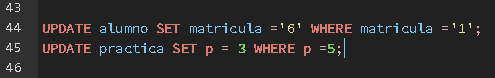 43
44 UPDATE alumno SET matricula ='6' WHERE matricula ='1';
45 UPDATE practica SET p = 3 WHERE p =5;
46